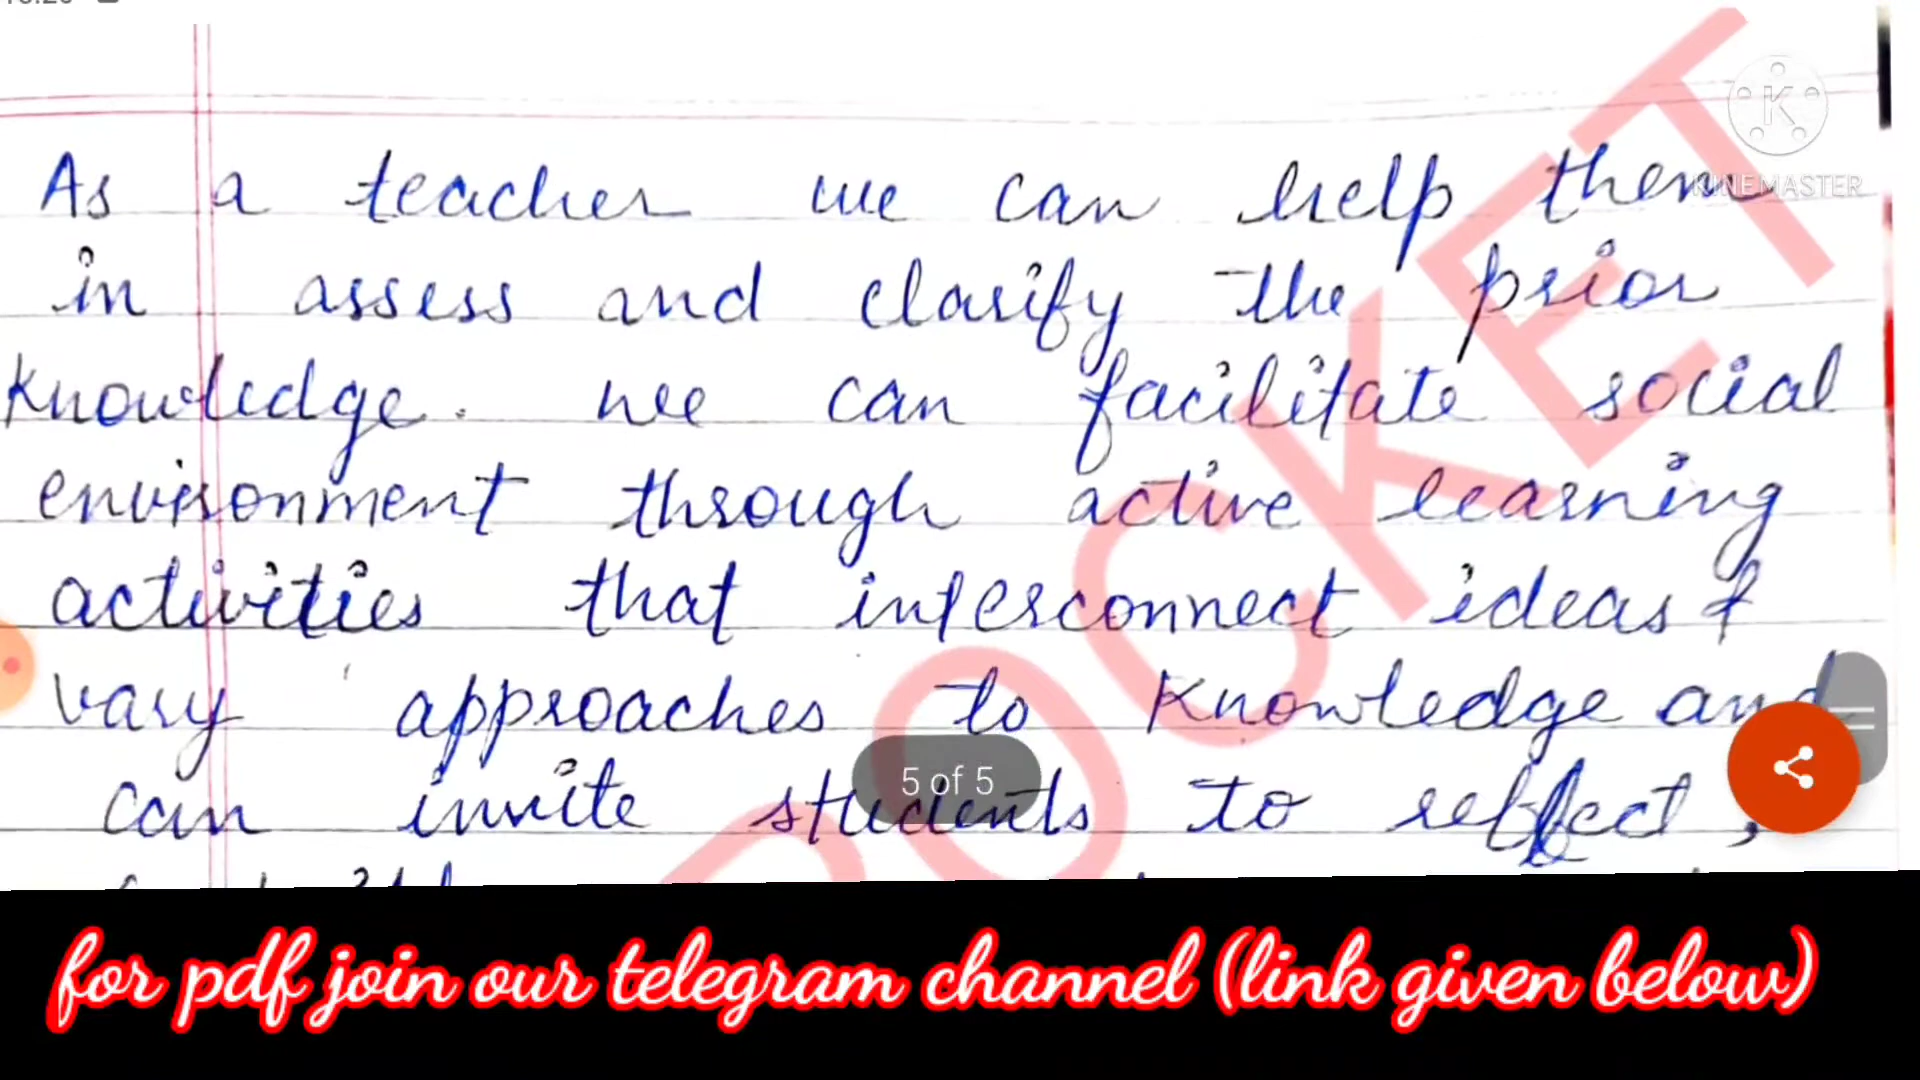 As a teacher we can help them
KINEMASTER
in assess and clarify the prior
knowledge. We can facilitate social
environment through active learning
activities that interconnect ideas &
vary approaches to knowledge and
can invite students to reflect,
5 of 5
POCKET
for pdf join our telegram channel (link given below)